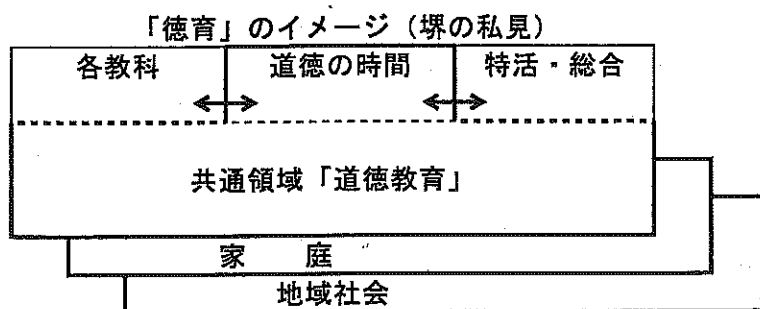 「徳育」のイメージ（堺の私見）
各教科 道徳の時間 特活・総合
共通領域「道徳教育」
家　庭
地域社会